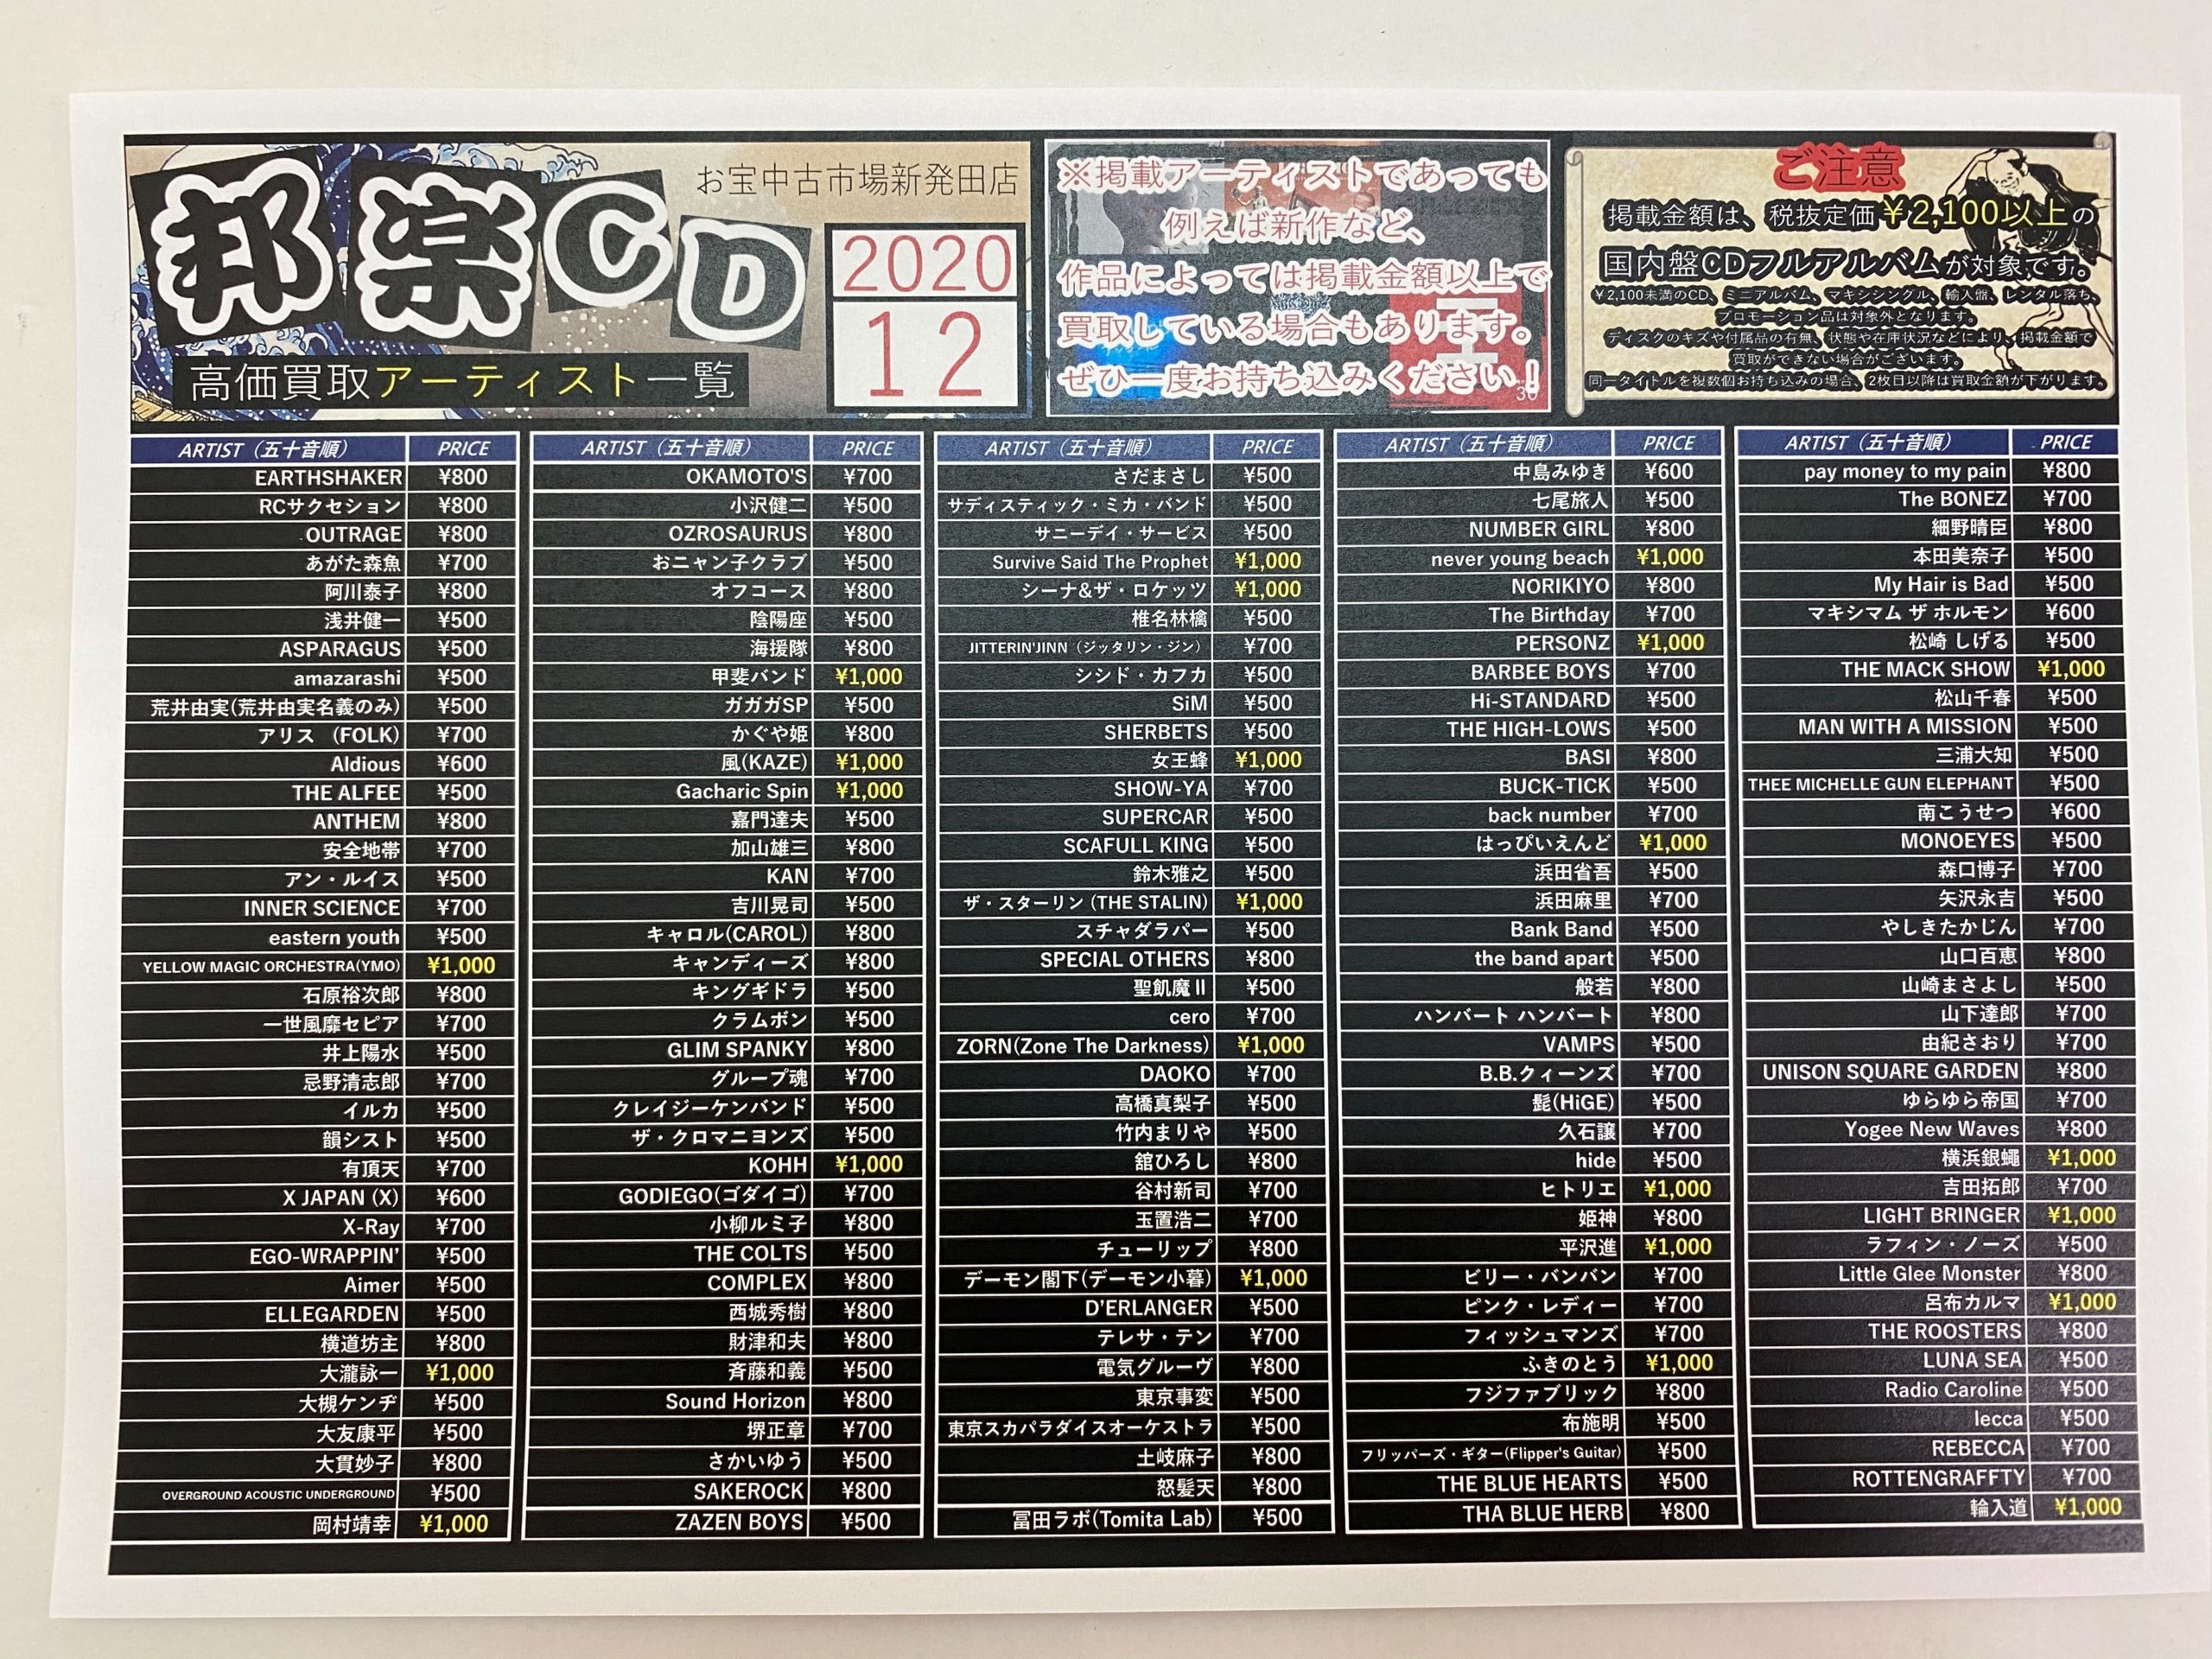 お宝中古市場新発田店
邦楽CD
2020
12
高価買取アーティスト一覧
※掲載アーティストであっても
例えば新作など、
作品によっては掲載金額以上で
買取している場合もあります。
ぜひ一度お持ち込みください！
30
ご注意
掲載金額は、税抜定価￥2,100以上の
国内盤CDフルアルバムが対象です。
￥2,100未満のCD、ミニアルバム、マキシシングル、輸入盤、レンタル落ち、
プロモーション品は対象外となります。
ディスクのキズや付属品の有無、状態や在庫状況などにより、掲載金額で
買取ができない場合がございます。
同一タイトルを複数個お持ち込みの場合、2枚目以降は買取金額が下がります。
ARTIST（五十音順） PRICE
EARTHSHAKER ¥800
RCサクセション ¥800
OUTRAGE ¥800
あがた森魚 ¥700
阿川泰子 ¥800
浅井健一 ¥500
ASPARAGUS ¥500
amazarashi ¥500
荒井由実(荒井由実名義のみ) ¥500
アリス （FOLK） ¥700
Aldious ¥600
THE ALFEE ¥500
ANTHEM ¥800
安全地帯 ¥700
アン・ルイス ¥500
INNER SCIENCE ¥700
eastern youth ¥500
YELLOW MAGIC ORCHESTRA(YMO) ¥1,000
石原裕次郎 ¥800
一世風靡セピア ¥700
井上陽水 ¥500
忌野清志郎 ¥700
イルカ ¥500
韻シスト ¥500
有頂天 ¥700
X JAPAN (X) ¥600
X-Ray ¥700
EGO-WRAPPIN' ¥500
Aimer ¥500
ELLEGARDEN ¥500
横道坊主 ¥800
大瀧詠一 ¥1,000
大槻ケンヂ ¥500
大友康平 ¥500
大貫妙子 ¥800
OVERGROUND ACOUSTIC UNDERGROUND ¥500
岡村靖幸 ¥1,000
ARTIST（五十音順） PRICE
OKAMOTO'S ¥700
小沢健二 ¥500
OZROSAURUS ¥800
おニャン子クラブ ¥500
オフコース ¥800
陰陽座 ¥500
海援隊 ¥800
甲斐バンド ¥1,000
ガガガSP ¥500
かぐや姫 ¥800
風(KAZE) ¥1,000
Gacharic Spin ¥1,000
嘉門達夫 ¥500
加山雄三 ¥800
KAN ¥700
吉川晃司 ¥500
キャロル(CAROL) ¥800
キャンディーズ ¥800
キングギドラ ¥500
クラムボン ¥500
GLIM SPANKY ¥800
グループ魂 ¥700
クレイジーケンバンド ¥500
ザ・クロマニヨンズ ¥500
KOHH ¥1,000
GODIEGO(ゴダイゴ) ¥700
小柳ルミ子 ¥800
THE COLTS ¥500
COMPLEX ¥800
西城秀樹 ¥800
財津和夫 ¥800
斉藤和義 ¥500
Sound Horizon ¥800
堺正章 ¥700
さかいゆう ¥500
SAKEROCK ¥800
ZAZEN BOYS ¥500
ARTIST（五十音順） PRICE
さだまさし ¥500
サディスティック・ミカ・バンド ¥500
サニーデイ・サービス ¥500
Survive Said The Prophet ¥1,000
シーナ&ザ・ロケッツ ¥1,000
椎名林檎 ¥500
JITTERIN'JINN（ジッタリン・ジン） ¥700
シシド・カフカ ¥500
SiM ¥500
SHERBETS ¥500
女王蜂 ¥1,000
SHOW-YA ¥700
SUPERCAR ¥500
SCAFULL KING ¥500
鈴木雅之 ¥500
ザ・スターリン (THE STALIN) ¥1,000
スチャダラパー ¥500
SPECIAL OTHERS ¥800
聖飢魔Ⅱ ¥500
cero ¥700
ZORN(Zone The Darkness) ¥1,000
DAOKO ¥700
高橋真梨子 ¥500
竹内まりや ¥500
舘ひろし ¥800
谷村新司 ¥700
玉置浩二 ¥700
チューリップ ¥800
デーモン閣下(デーモン小暮) ¥1,000
D'ERLANGER ¥500
テレサ・テン ¥700
電気グルーヴ ¥800
東京事変 ¥500
東京スカパラダイスオーケストラ ¥500
土岐麻子 ¥800
怒髪天 ¥800
冨田ラボ(Tomita Lab) ¥500
ARTIST（五十音順） PRICE
中島みゆき ¥600
七尾旅人 ¥500
NUMBER GIRL ¥800
never young beach ¥1,000
NORIKIYO ¥800
The Birthday ¥700
PERSONZ ¥1,000
BARBEE BOYS ¥700
Hi-STANDARD ¥500
THE HIGH-LOWS ¥500
BASI ¥800
BUCK-TICK ¥500
back number ¥700
はっぴいえんど ¥1,000
浜田省吾 ¥500
浜田麻里 ¥700
Bank Band ¥500
the band apart ¥500
般若 ¥800
ハンバート ハンバート ¥800
VAMPS ¥500
B.B.クィーンズ ¥700
髭(HiGE) ¥500
久石譲 ¥700
hide ¥500
ヒトリエ ¥1,000
姫神 ¥800
平沢進 ¥1,000
ビリー・バンバン ¥700
ピンク・レディー ¥700
フィッシュマンズ ¥700
ふきのとう ¥1,000
フジファブリック ¥800
布施明 ¥500
フリッパーズ・ギター(Flipper's Guitar) ¥500
THE BLUE HEARTS ¥500
THA BLUE HERB ¥800
ARTIST（五十音順） PRICE
pay money to my pain ¥800
The BONEZ ¥700
細野晴臣 ¥800
本田美奈子 ¥500
My Hair is Bad ¥500
マキシマム ザ ホルモン ¥600
松崎 しげる ¥500
THE MACK SHOW ¥1,000
松山千春 ¥500
MAN WITH A MISSION ¥500
三浦大知 ¥500
THEE MICHELLE GUN ELEPHANT ¥500
南こうせつ ¥600
MONOEYES ¥500
森口博子 ¥700
矢沢永吉 ¥500
やしきたかじん ¥700
山口百恵 ¥800
山崎まさよし ¥500
山下達郎 ¥700
由紀さおり ¥700
UNISON SQUARE GARDEN ¥800
ゆらゆら帝国 ¥700
Yogee New Waves ¥800
横浜銀蝿 ¥1,000
吉田拓郎 ¥700
LIGHT BRINGER ¥1,000
ラフィン・ノーズ ¥500
Little Glee Monster ¥800
呂布カルマ ¥1,000
THE ROOSTERS ¥800
LUNA SEA ¥500
Radio Caroline ¥500
lecca ¥500
REBECCA ¥700
ROTTENGRAFFTY ¥700
輪入道 ¥1,000